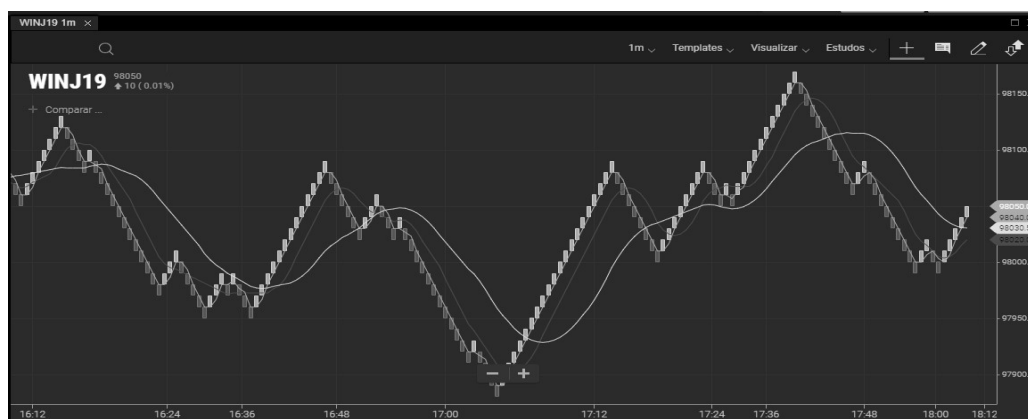 WINJ19 1m ×
1m Templates Visualizar Estudos
WINJ19 98050
10 ( 0.01%)
+ Comparar ...
98150.
98100.
98050.
98040.
98030.
98000.
97950.
97900.
16:12 16:24 16:36 16:48 17:00 17:12 17:24 17:36 17:48 18:00 18:12